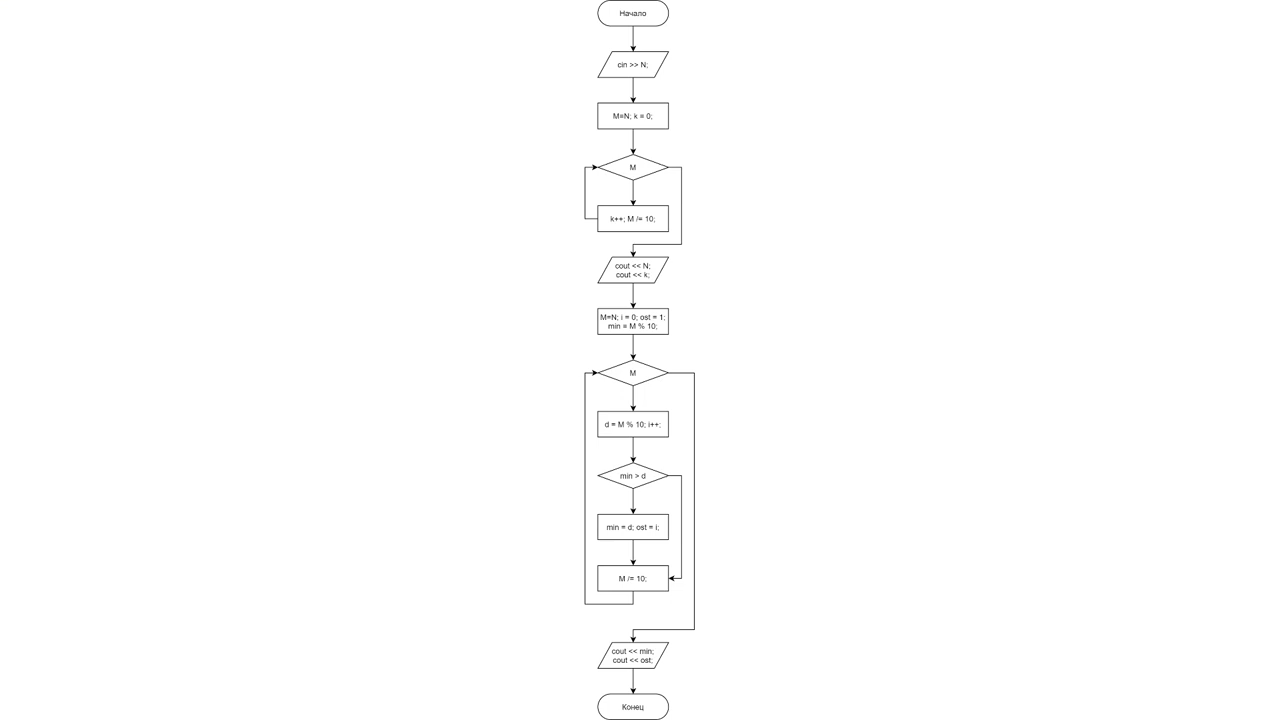 Начало
cin >> N;
M=N; k = 0;
M
k++; M /= 10;
cout << N;
cout << k;
M=N; i = 0; ost = 1;
min = M % 10;
M
d = M % 10; i++;
min > d
min = d; ost = i;
M /= 10;
cout << min;
cout << ost;
Конец